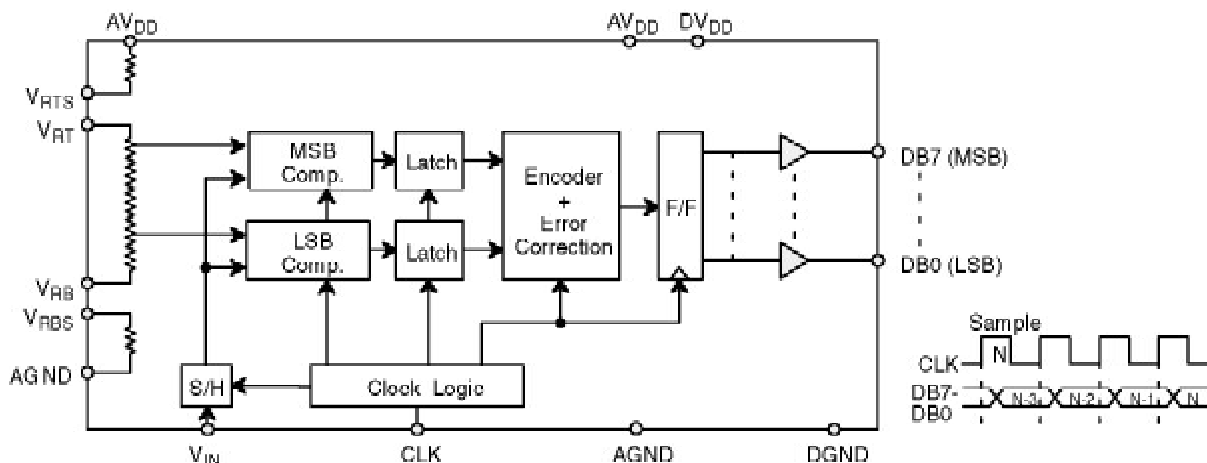 AVDD AVDD DVDD
VRTS
VRT
MSB
Comp.
Latch
Encoder
+
Error
Correction
F/F
DB7 (MSB)
LSB
Comp.
Latch
DB0 (LSB)
VRB
VRBS
AGND
S/H
Clock Logic
VIN CLK AGND DGND
Sample
CLK N
DB7-
DB0
N-3 N-2 N-1 N